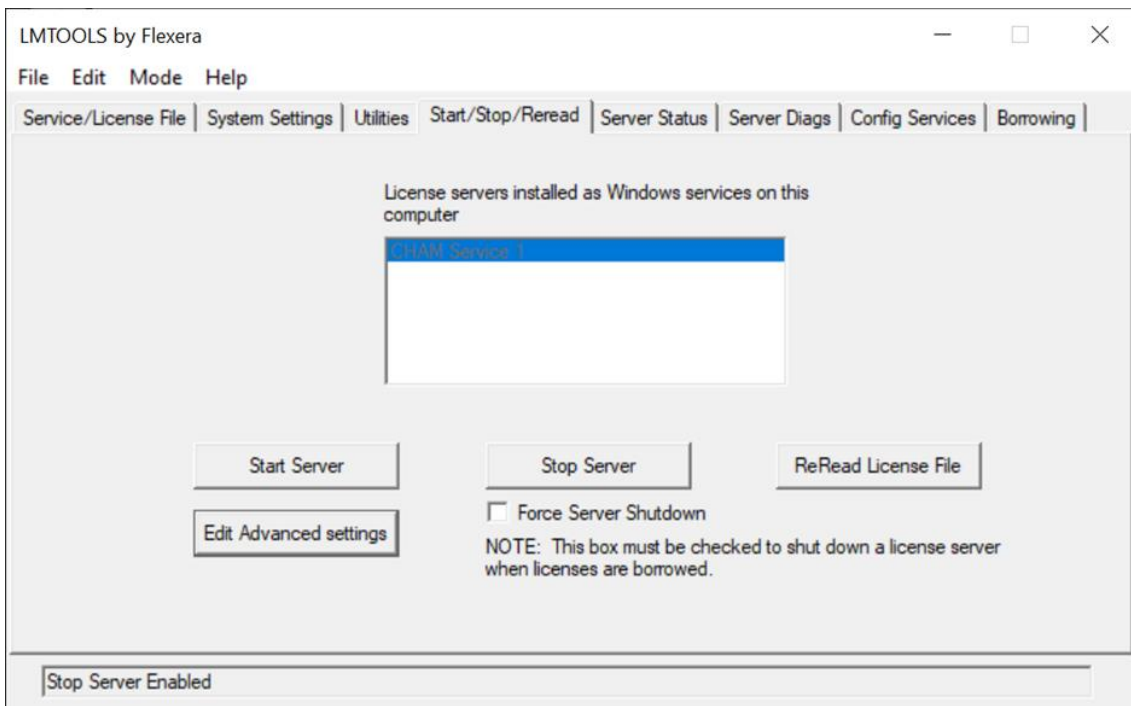 LMTOOLS by Flexera
File Edit Mode Help
Service/License File System Settings Utilities Start/Stop/Reread Server Status Server Diags Config Services Borrowing
License servers installed as Windows services on this
computer
CHAM Service 1
Start Server Stop Server ReRead License File
Edit Advanced settings
Force Server Shutdown
NOTE: This box must be checked to shut down a license server
when licenses are borrowed.
Stop Server Enabled